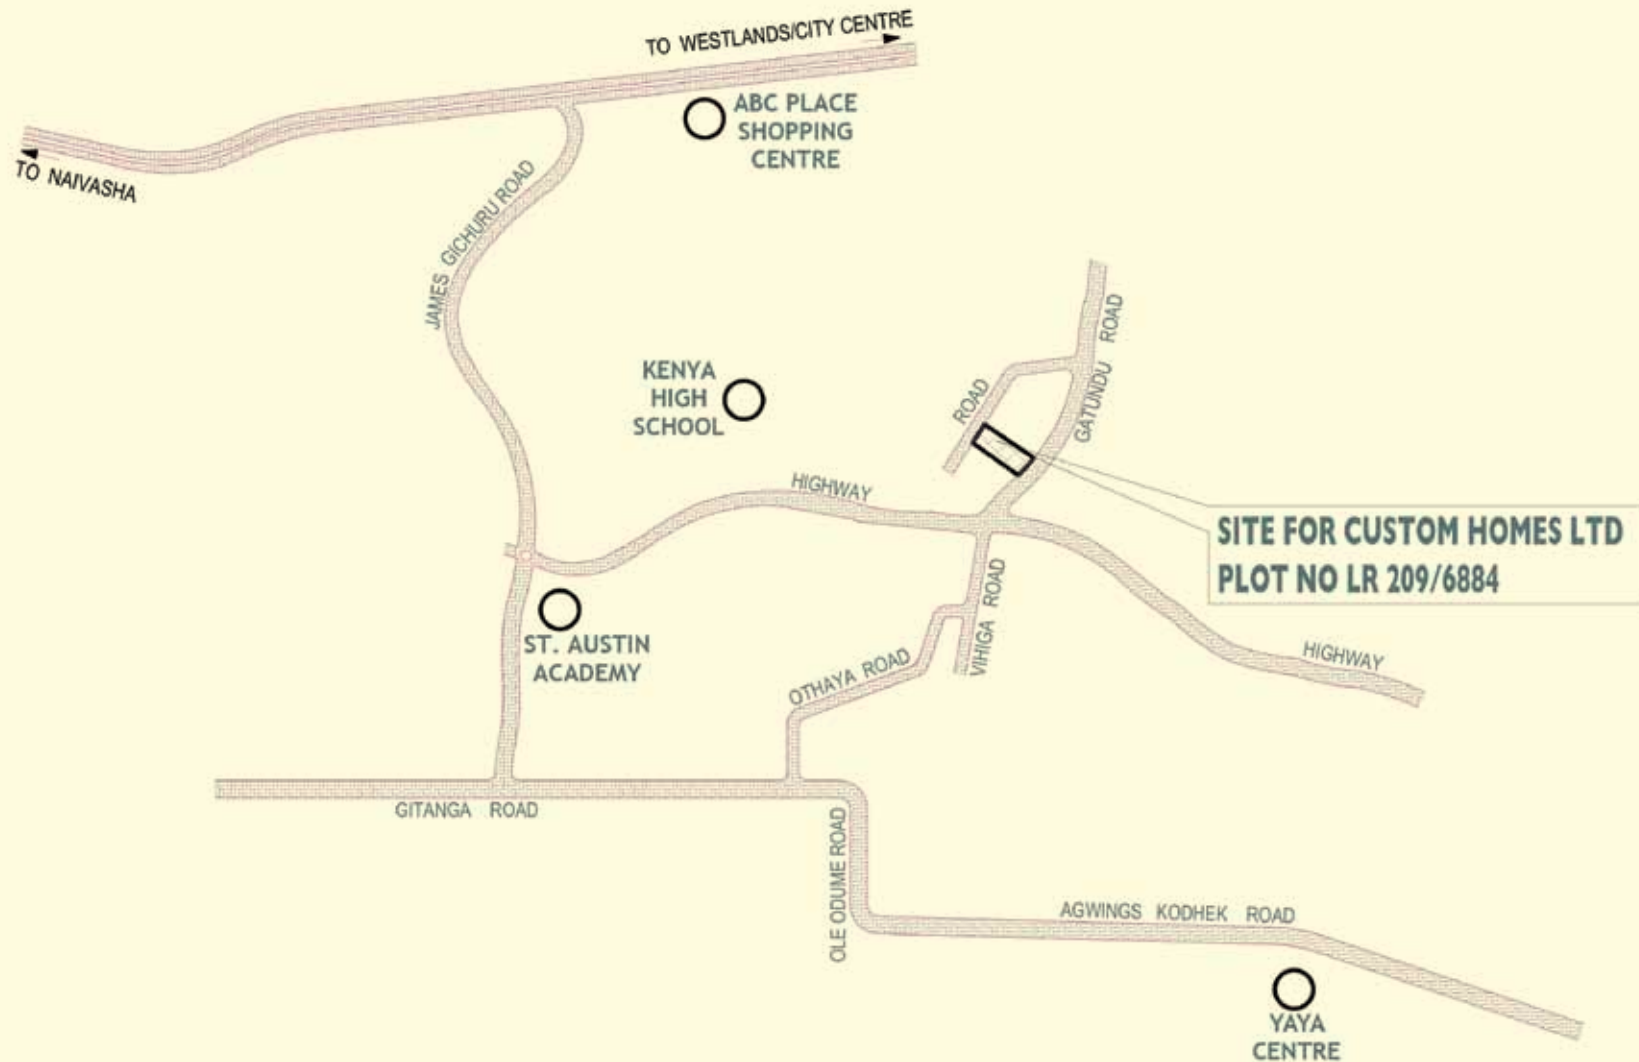 TO WESTLANDS/CITY CENTRE
ABC PLACE
SHOPPING
CENTRE
TO NAIVASHA
JAMES GICHURU ROAD
KENYA
HIGH
SCHOOL
ROAD
GATUNDU ROAD
HIGHWAY
SITE FOR CUSTOM HOMES LTD
PLOT NO LR 209/6884
ST. AUSTIN
ACADEMY
VIHIGA ROAD
OTHAYA ROAD
HIGHWAY
GITANGA ROAD
OLE ODUME ROAD
AGWINGS KODHEK ROAD
YAYA
CENTRE